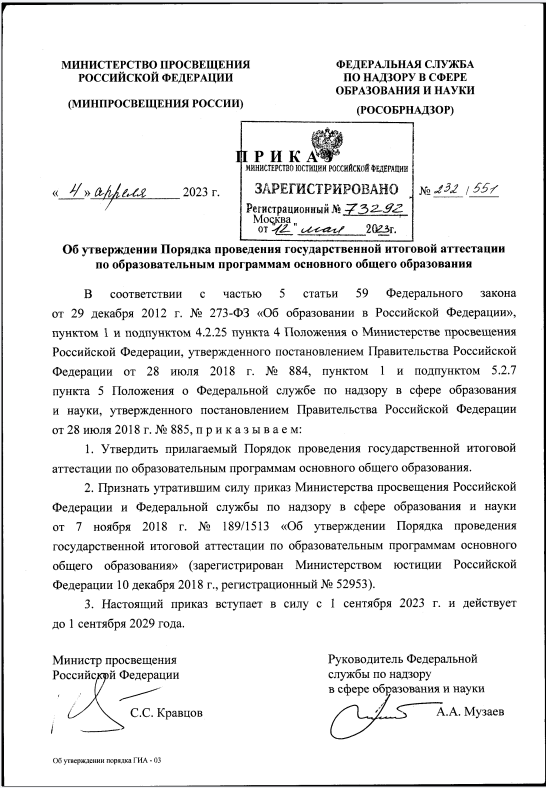 МИНИСТЕРСТВО ПРОСВЕЩЕНИЯ
РОССИЙСКОЙ ФЕДЕРАЦИИ
(МИНПРОСВЕЩЕНИЯ РОССИИ)
ФЕДЕРАЛЬНАЯ СЛУЖБА
ПО НАДЗОРУ В СФЕРЕ
ОБРАЗОВАНИЯ И НАУКИ
(РОСОБРНАДЗОР)
П Р И К А З
МИНИСТЕРСТВО ЮСТИЦИИ РОССИЙСКОЙ ФЕДЕРАЦИИ
ЗАРЕГИСТРИРОВАНО
Регистрационный № 73292
от "12" мая 2023г.
« 4 » апреля 2023 г.
Москва
№ 232/551
Об утверждении Порядка проведения государственной итоговой аттестации
по образовательным программам основного общего образования
В соответствии с частью 5 статьи 59 Федерального закона
от 29 декабря 2012 г. № 273-ФЗ «Об образовании в Российской Федерации»,
пунктом 1 и подпунктом 4.2.25 пункта 4 Положения о Министерстве просвещения
Российской Федерации, утвержденного постановлением Правительства Российской
Федерации от 28 июля 2018 г. № 884, пунктом 1 и подпунктом 5.2.7
пункта 5 Положения о Федеральной службе по надзору в сфере образования
и науки, утвержденного постановлением Правительства Российской Федерации
от 28 июля 2018 г. № 885, п р и к а з ы в а е м:
1. Утвердить прилагаемый Порядок проведения государственной итоговой
аттестации по образовательным программам основного общего образования.
2. Признать утратившим силу приказ Министерства просвещения Российской
Федерации и Федеральной службы по надзору в сфере образования и науки
от 7 ноября 2018 г. № 189/1513 «Об утверждении Порядка проведения
государственной итоговой аттестации по образовательным программам основного
общего образования» (зарегистрирован Министерством юстиции Российской
Федерации 10 декабря 2018 г., регистрационный № 52953).
3. Настоящий приказ вступает в силу с 1 сентября 2023 г. и действует
до 1 сентября 2029 года.
Министр просвещения
Российской Федерации
С.С. Кравцов
Руководитель Федеральной
службы по надзору
в сфере образования и науки
А.А. Музаев
Об утверждении порядка ГИА - 03